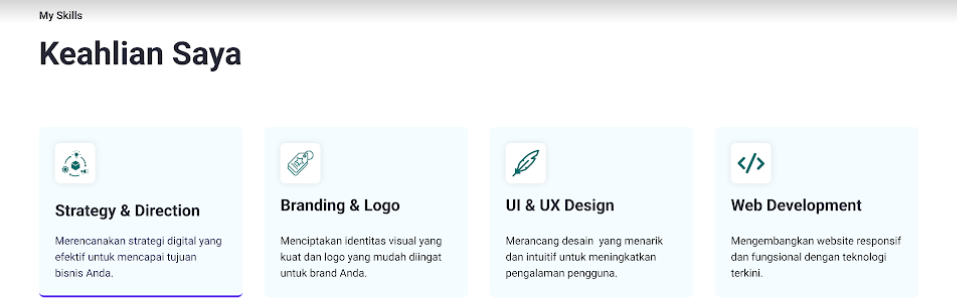 My Skills
Keahlian Saya
Strategy & Direction
Merencanakan strategi digital yang
efektif untuk mencapai tujuan
bisnis Anda.
Branding & Logo
Menciptakan identitas visual yang
kuat dan logo yang mudah diingat
untuk brand Anda.
UI & UX Design
Merancang desain  yang menarik
dan intuitif untuk meningkatkan
pengalaman pengguna.
Web Development
Mengembangkan website responsif
dan fungsional dengan teknologi
terkini.